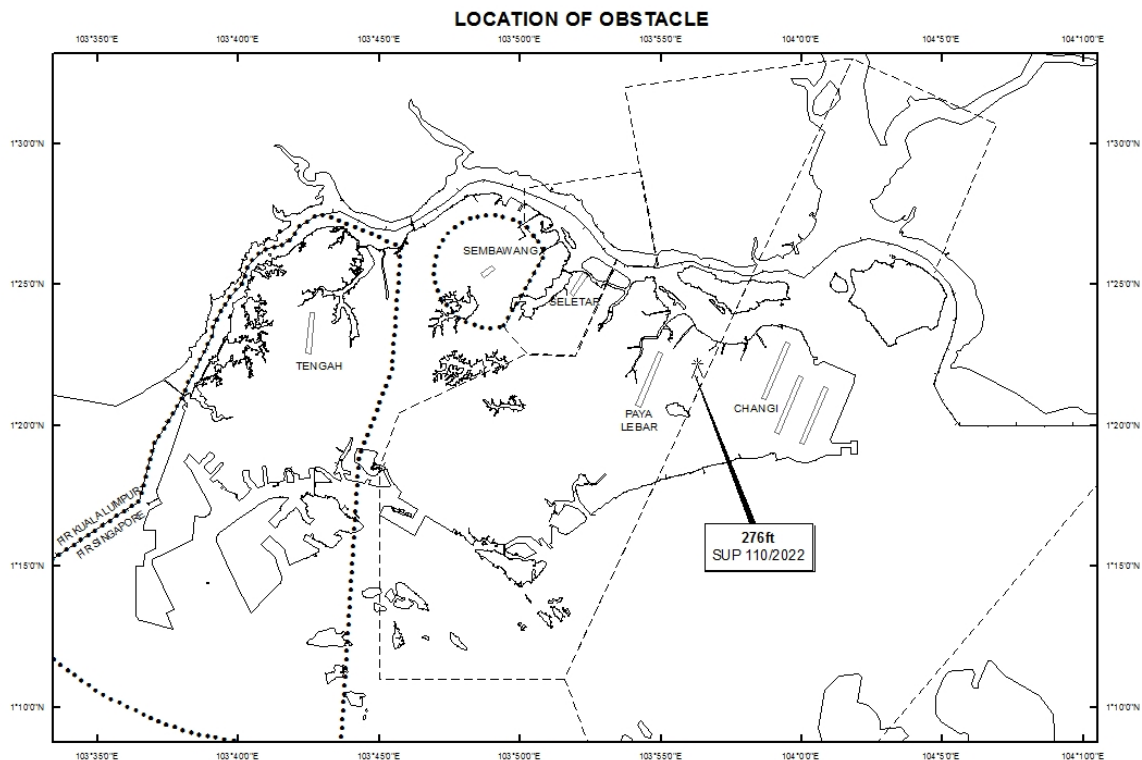 LOCATION OF OBSTACLE
103°35'0"E
103°40'0"E
103°45'0"E
103°50'0"E
103°55'0"E
104°0'0"E
104°5'0"E
104°10'0"E
1°30'0"N
1°30'0"N
SEMBAWANG
1°25'0"N
1°25'0"N
SELETAR
TENGAH
PAYA
LEBAR
CHANGI
1°20'0"N
1°20'0"N
FIR KUALA LUMPUR
FIR SINGAPORE
276ft
SUP 110/2022
1°15'0"N
1°15'0"N
1°10'0"N
1°10'0"N
103°35'0"E
103°40'0"E
103°45'0"E
103°50'0"E
103°55'0"E
104°0'0"E
104°5'0"E
104°10'0"E